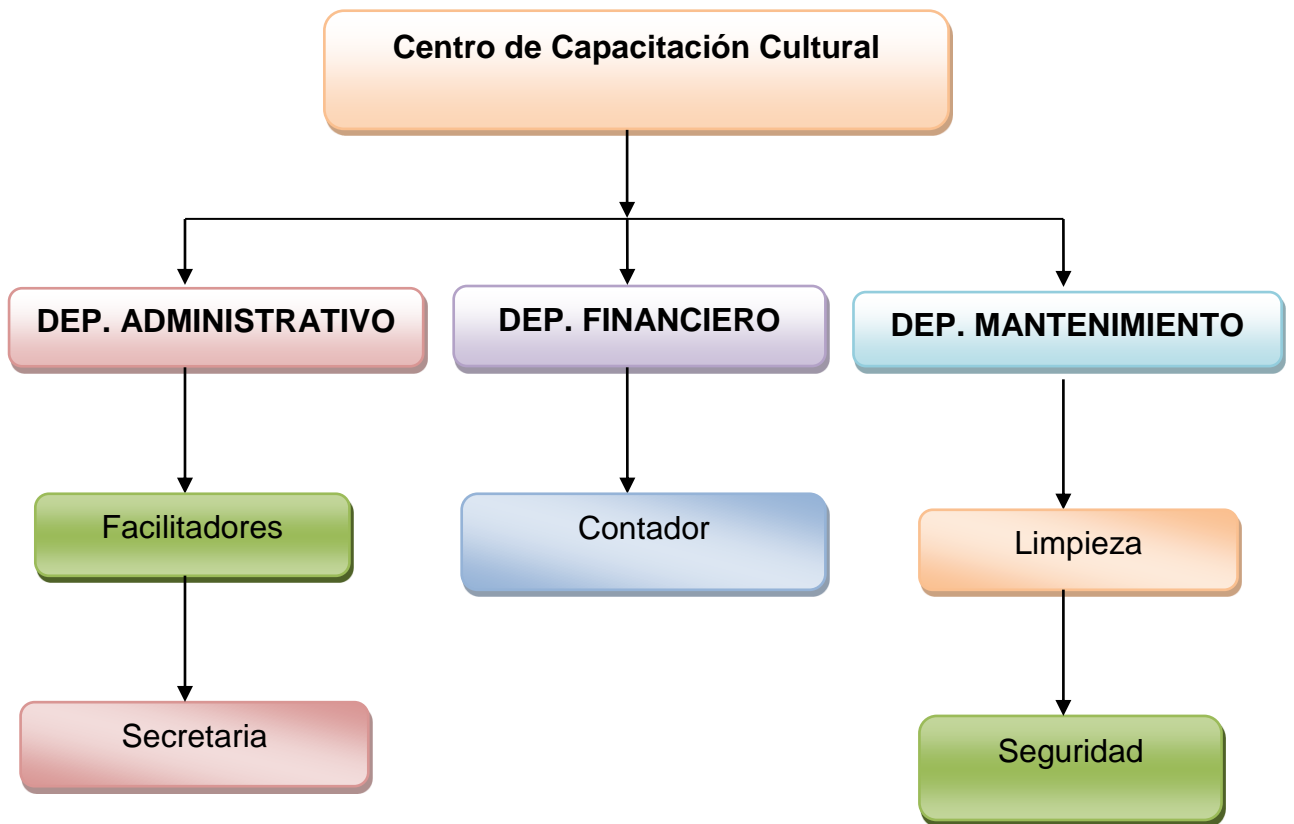 Centro de Capacitación Cultural
DEP. ADMINISTRATIVO
DEP. FINANCIERO
DEP. MANTENIMIENTO
Facilitadores
Contador
Limpieza
Secretaria
Seguridad